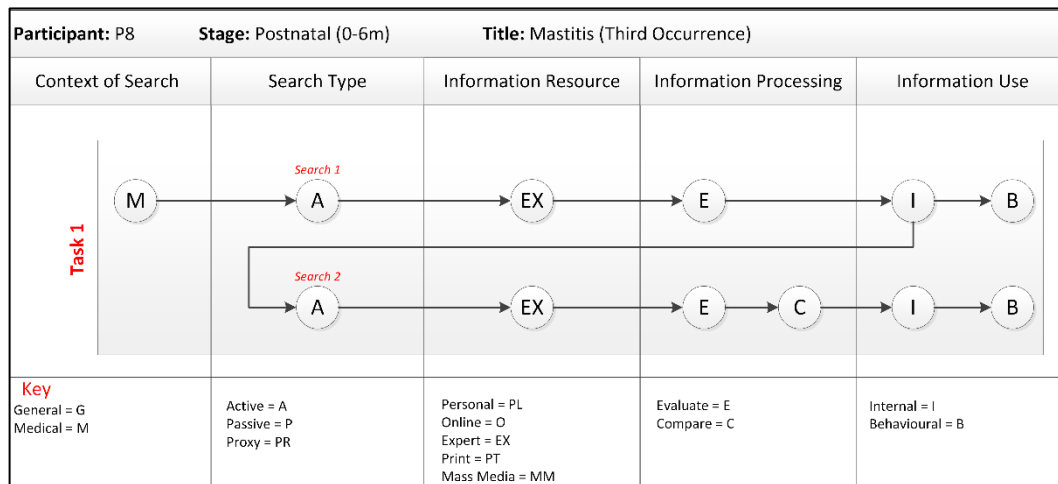 Participant: P8 Stage: Postnatal (0-6m) Title: Mastitis (Third Occurrence)
Context of Search Search Type Information Resource Information Processing Information Use
Task 1
Search 1
M A EX E I B
Search 2
A EX E C I B
Key
General = G
Medical = M
Active = A
Passive = P
Proxy = PR
Personal = PL
Online = O
Expert = EX
Print = PT
Mass Media = MM
Evaluate = E
Compare = C
Internal = I
Behavioural = B